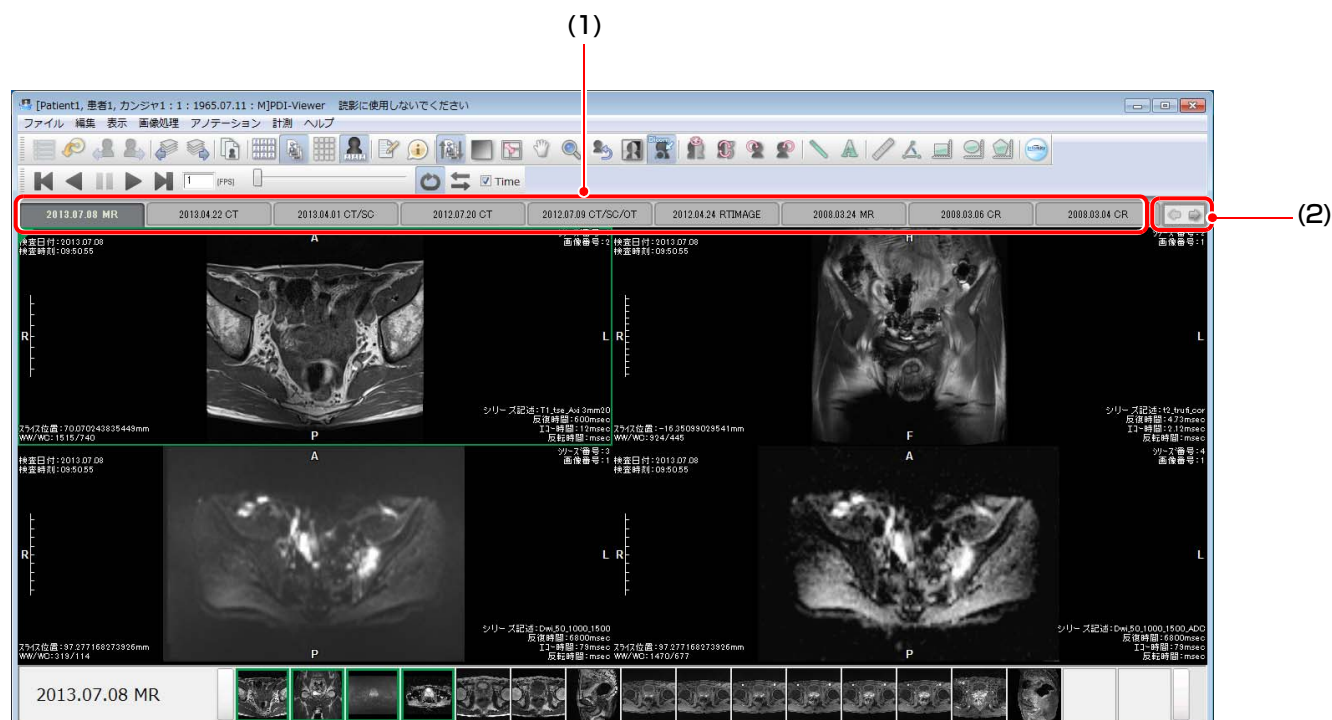 (1)
[Patient1, 患者1, カンジャ1 : 1 : 1965.07.11 : M]PDI-Viewer 読影に使用しないでください
ファイル 編集 表示 画像処理 アノテーション 計測 ヘルプ
1 [FPS] Time
2013.07.08 MR 2013.04.22 CT 2013.04.01 CT/SC 2012.07.20 CT 2012.07.09 CT/SC/OT 2012.04.24 RTIMAGE 2008.03.24 MR 2008.03.06 CR 2008.03.04 CR
(2)
検査日付:2013.07.08
検査時刻:09:50:55
A
画像番号:2
R
L
シリーズ記述:T1_tse_Axi 3mm20
反復時間:600msec
エコー時間:12msec
反転時間:msec
スライス位置:70.070243835449mm
WW/WC:1515/740
P
検査日付:2013.07.08
検査時刻:09:50:55
H
画像番号:1
R
L
シリーズ記述:t2_trufi_cor
反復時間:4.73msec
エコー時間:2.12msec
反転時間:msec
スライス位置:-16.35099029541mm
WW/WC:924/445
F
検査日付:2013.07.08
検査時刻:09:50:55
A
シリーズ番号:3
画像番号:1
R
L
シリーズ記述:Dwi_50_1000_1500
反復時間:6800msec
エコー時間:79msec
反転時間:msec
スライス位置:97.277168273926mm
WW/WC:319/114
P
検査日付:2013.07.08
検査時刻:09:50:55
A
シリーズ番号:4
画像番号:1
R
L
シリーズ記述:Dwi_50_1000_1500_ADC
反復時間:6800msec
エコー時間:79msec
反転時間:msec
スライス位置:97.277168273926mm
WW/WC:1470/677
P
2013.07.08 MR